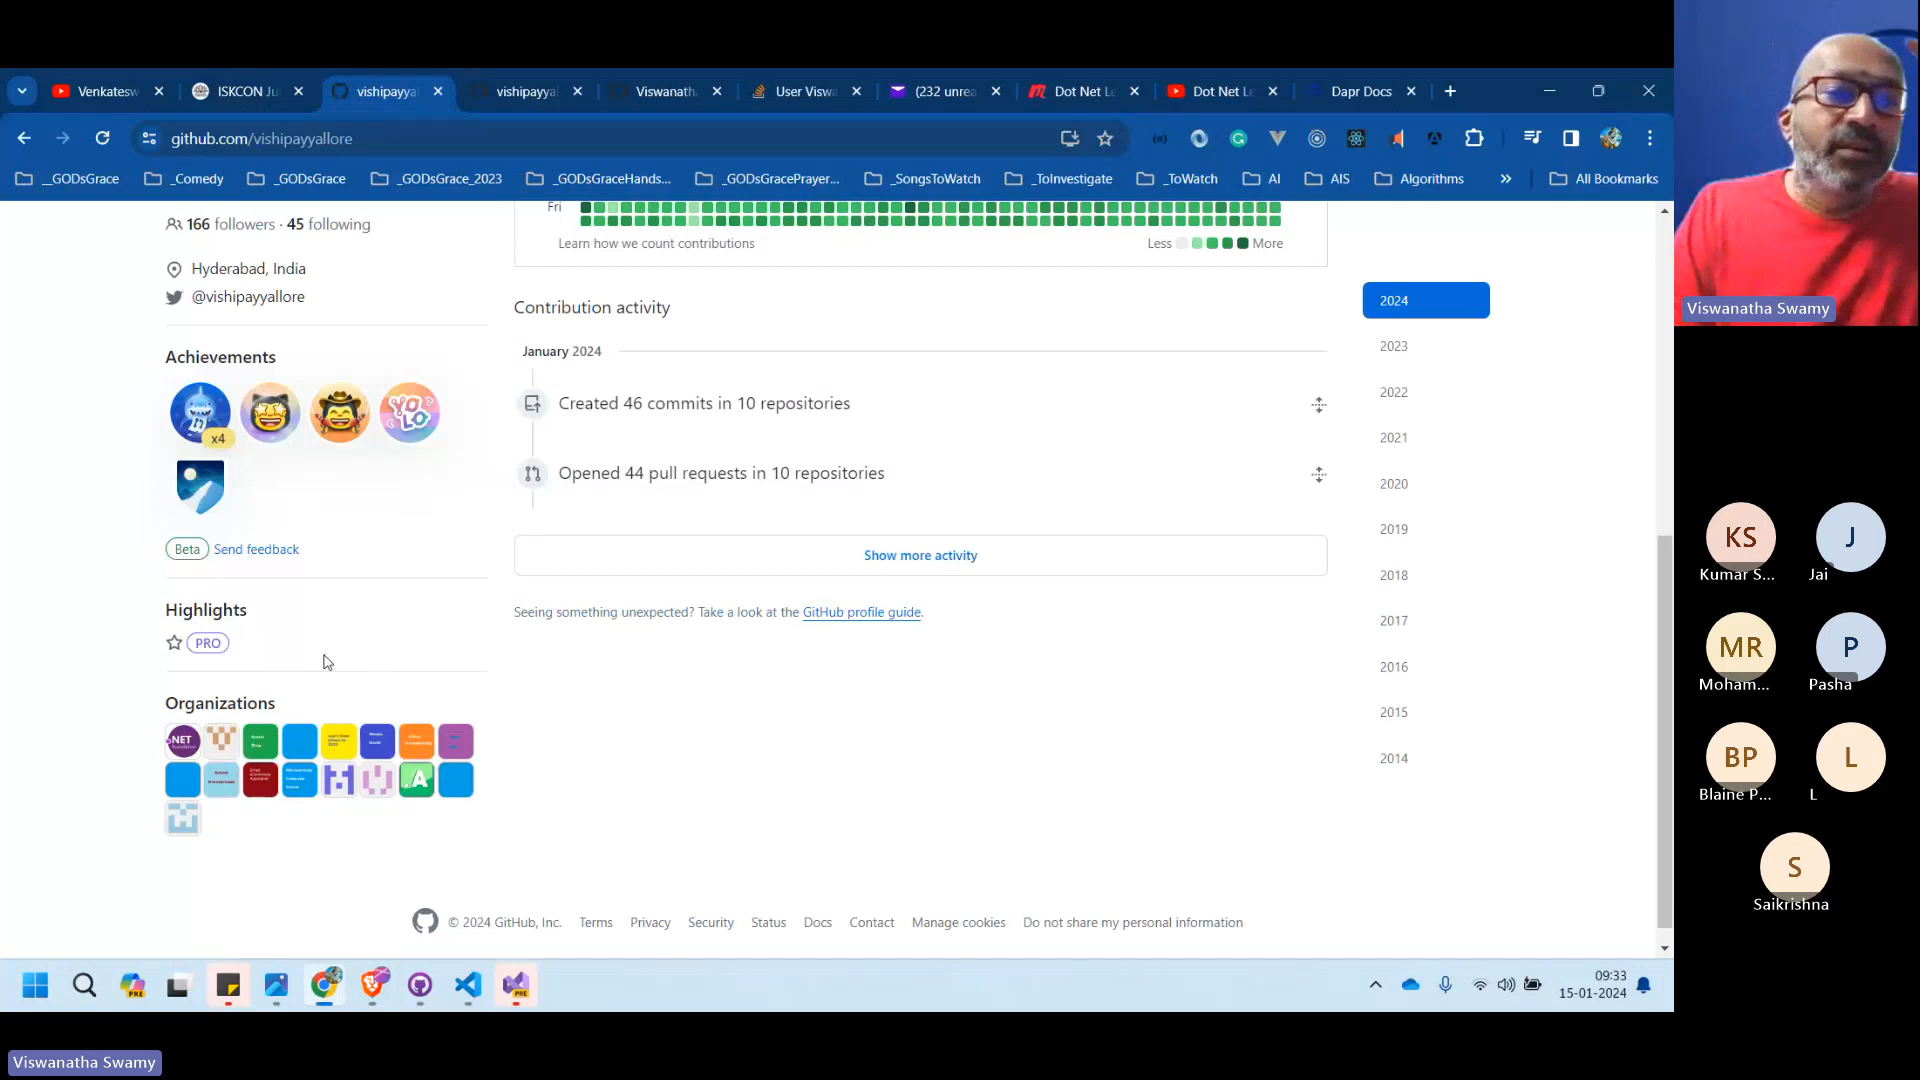 Venkatesw
ISKCON Ju
vishipayya
vishipayya
Viswanath
User Viswa
(232 unrea
Dot Net Le
Dot Net Le
Dapr Docs
github.com/vishipayyallore
__GODsGrace
_Comedy
_GODsGrace
_GODsGrace_2023
_GODsGraceHands...
_GODsGracePrayer...
_SongsToWatch
_ToInvestigate
_ToWatch
AI
AIS
Algorithms
All Bookmarks
166 followers · 45 following
Hyderabad, India
@vishipayyallore
Achievements
x4
YOLO
Beta Send feedback
Highlights
PRO
Organizations
.NET
A
Fri
Learn how we count contributions
Less
More
Contribution activity
January 2024
Created 46 commits in 10 repositories
Opened 44 pull requests in 10 repositories
Show more activity
Seeing something unexpected? Take a look at the GitHub profile guide.
2024
2023
2022
2021
2020
2019
2018
2017
2016
2015
2014
© 2024 GitHub, Inc.
Terms
Privacy
Security
Status
Docs
Contact
Manage cookies
Do not share my personal information
PRE
PRE
09:33
15-01-2024
Viswanatha Swamy
KS
Kumar S...
J
Jai
MR
Moham...
P
Pasha
BP
Blaine P...
L
L
S
Saikrishna
Viswanatha Swamy